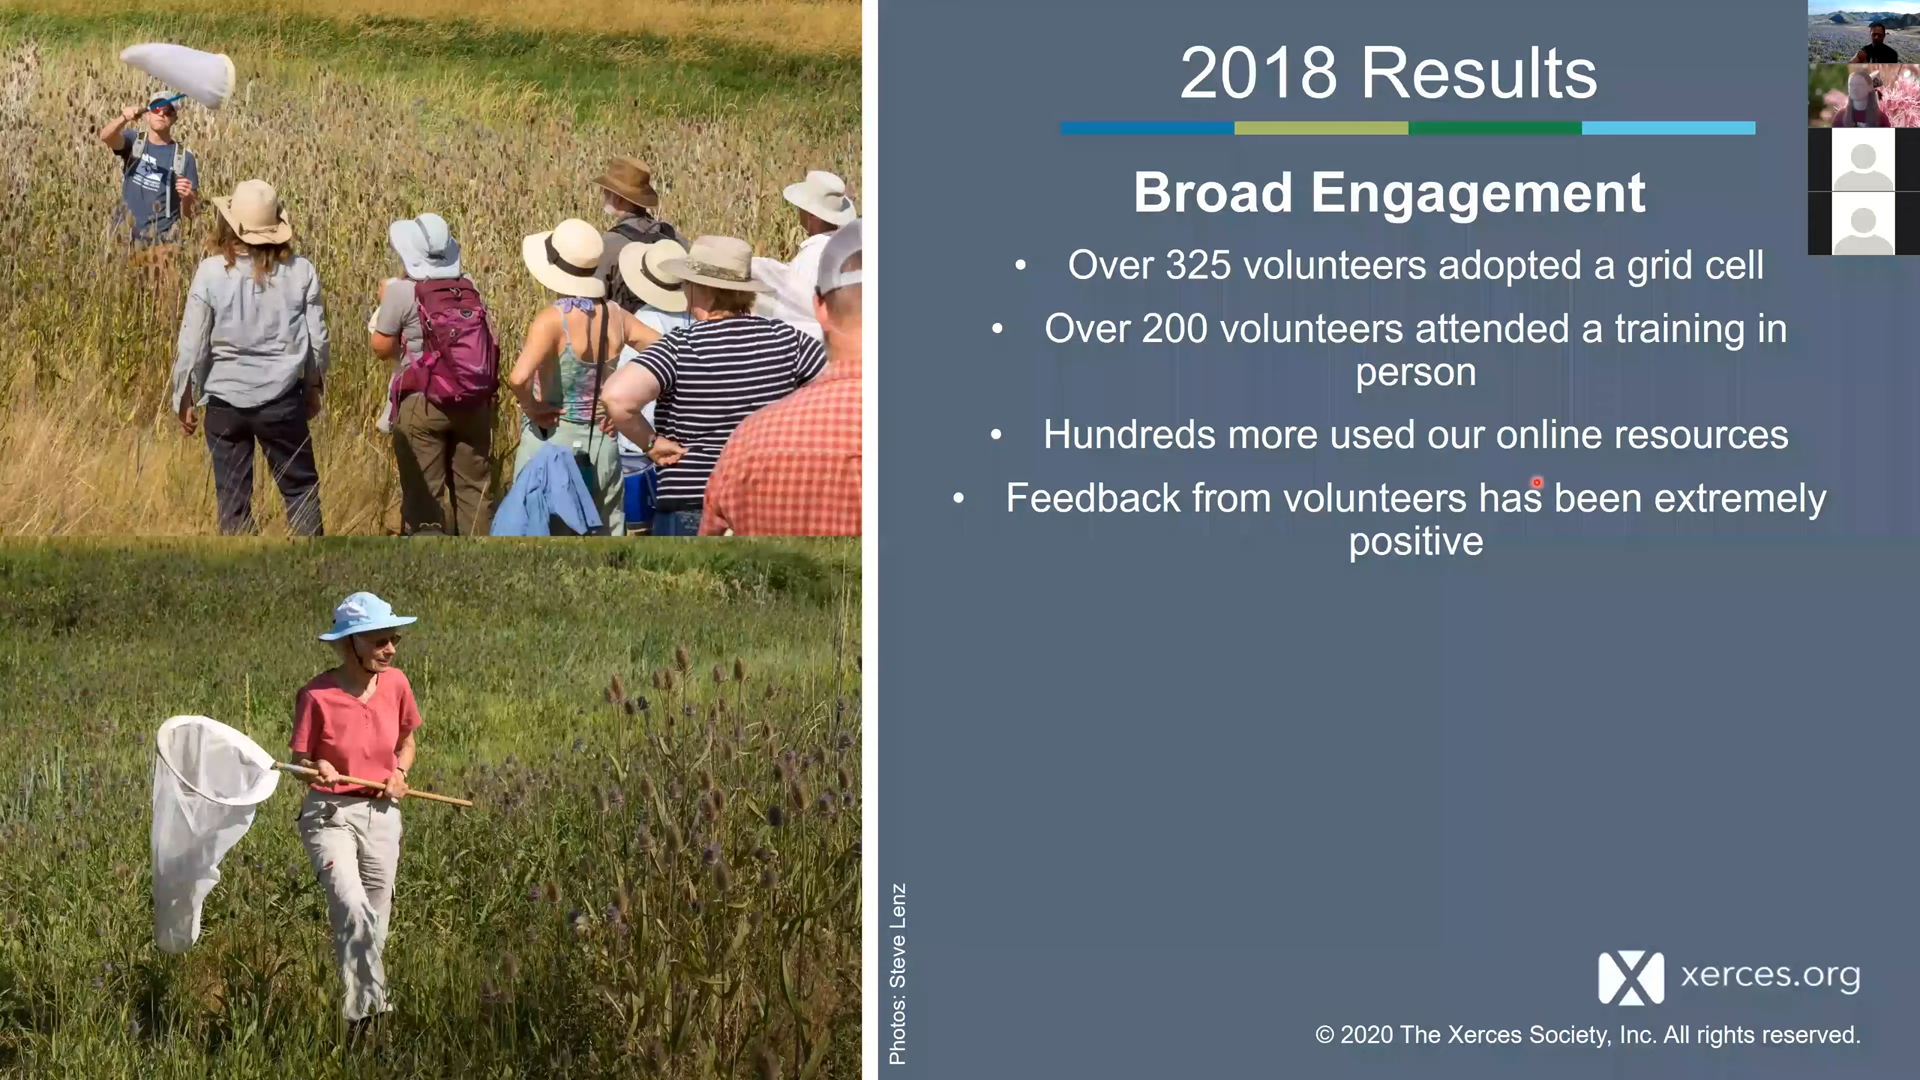 2018 Results
Broad Engagement
• Over 325 volunteers adopted a grid cell
• Over 200 volunteers attended a training in
person
• Hundreds more used our online resources
• Feedback from volunteers has been extremely
positive
Photos: Steve Lenz
xerces.org
© 2020 The Xerces Society, Inc. All rights reserved.